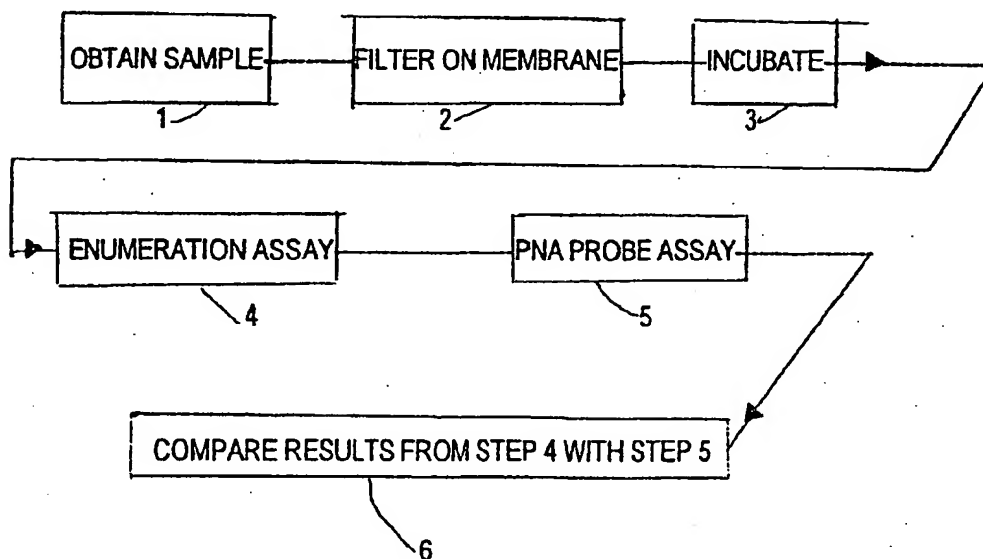 OBTAIN SAMPLE
FILTER ON MEMBRANE
INCUBATE
1
2
3
ENUMERATION ASSAY
PNA PROBE ASSAY
4
5
COMPARE RESULTS FROM STEP 4 WITH STEP 5
6